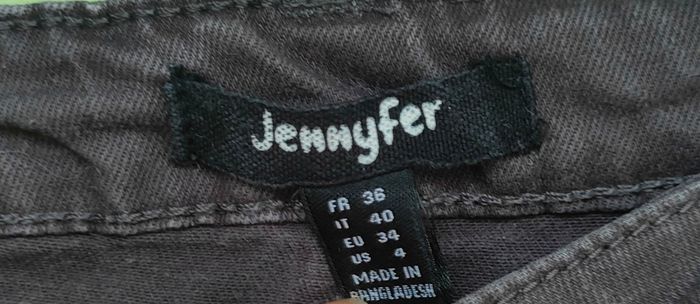 Jennyfer
FR 36
IT 40
EU 34
US 4
MADE IN
BANGLADESH